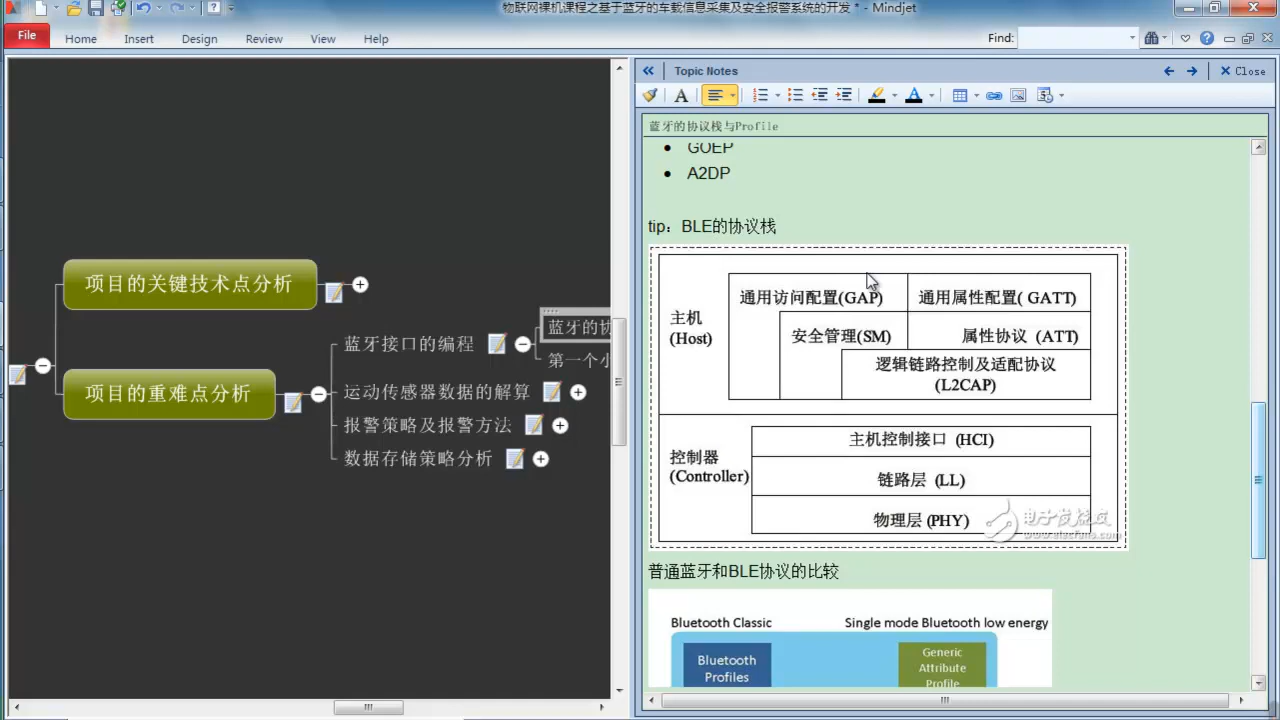 物联网裸机课程之基于蓝牙的车载信息采集及安全报警系统的开发 * - Mindjet
File Home Insert Design Review View Help Find:
Topic Notes Close
蓝牙的协议栈与Profile
GOEP
A2DP
tip：BLE的协议栈
主机
(Host)
通用访问配置(GAP) 通用属性配置( GATT)
安全管理(SM) 属性协议 (ATT)
逻辑链路控制及适配协议
(L2CAP)
控制器
(Controller)
主机控制接口 (HCI)
链路层 (LL)
物理层 (PHY)
电子发烧友
www.elecfans.com
普通蓝牙和BLE协议的比较
Bluetooth Classic Single mode Bluetooth low energy
Bluetooth
Profiles
Generic
Attribute
Profile
项目的关键技术点分析
项目的重难点分析
蓝牙接口的编程
蓝牙的协
第一个小
运动传感器数据的解算
报警策略及报警方法
数据存储策略分析